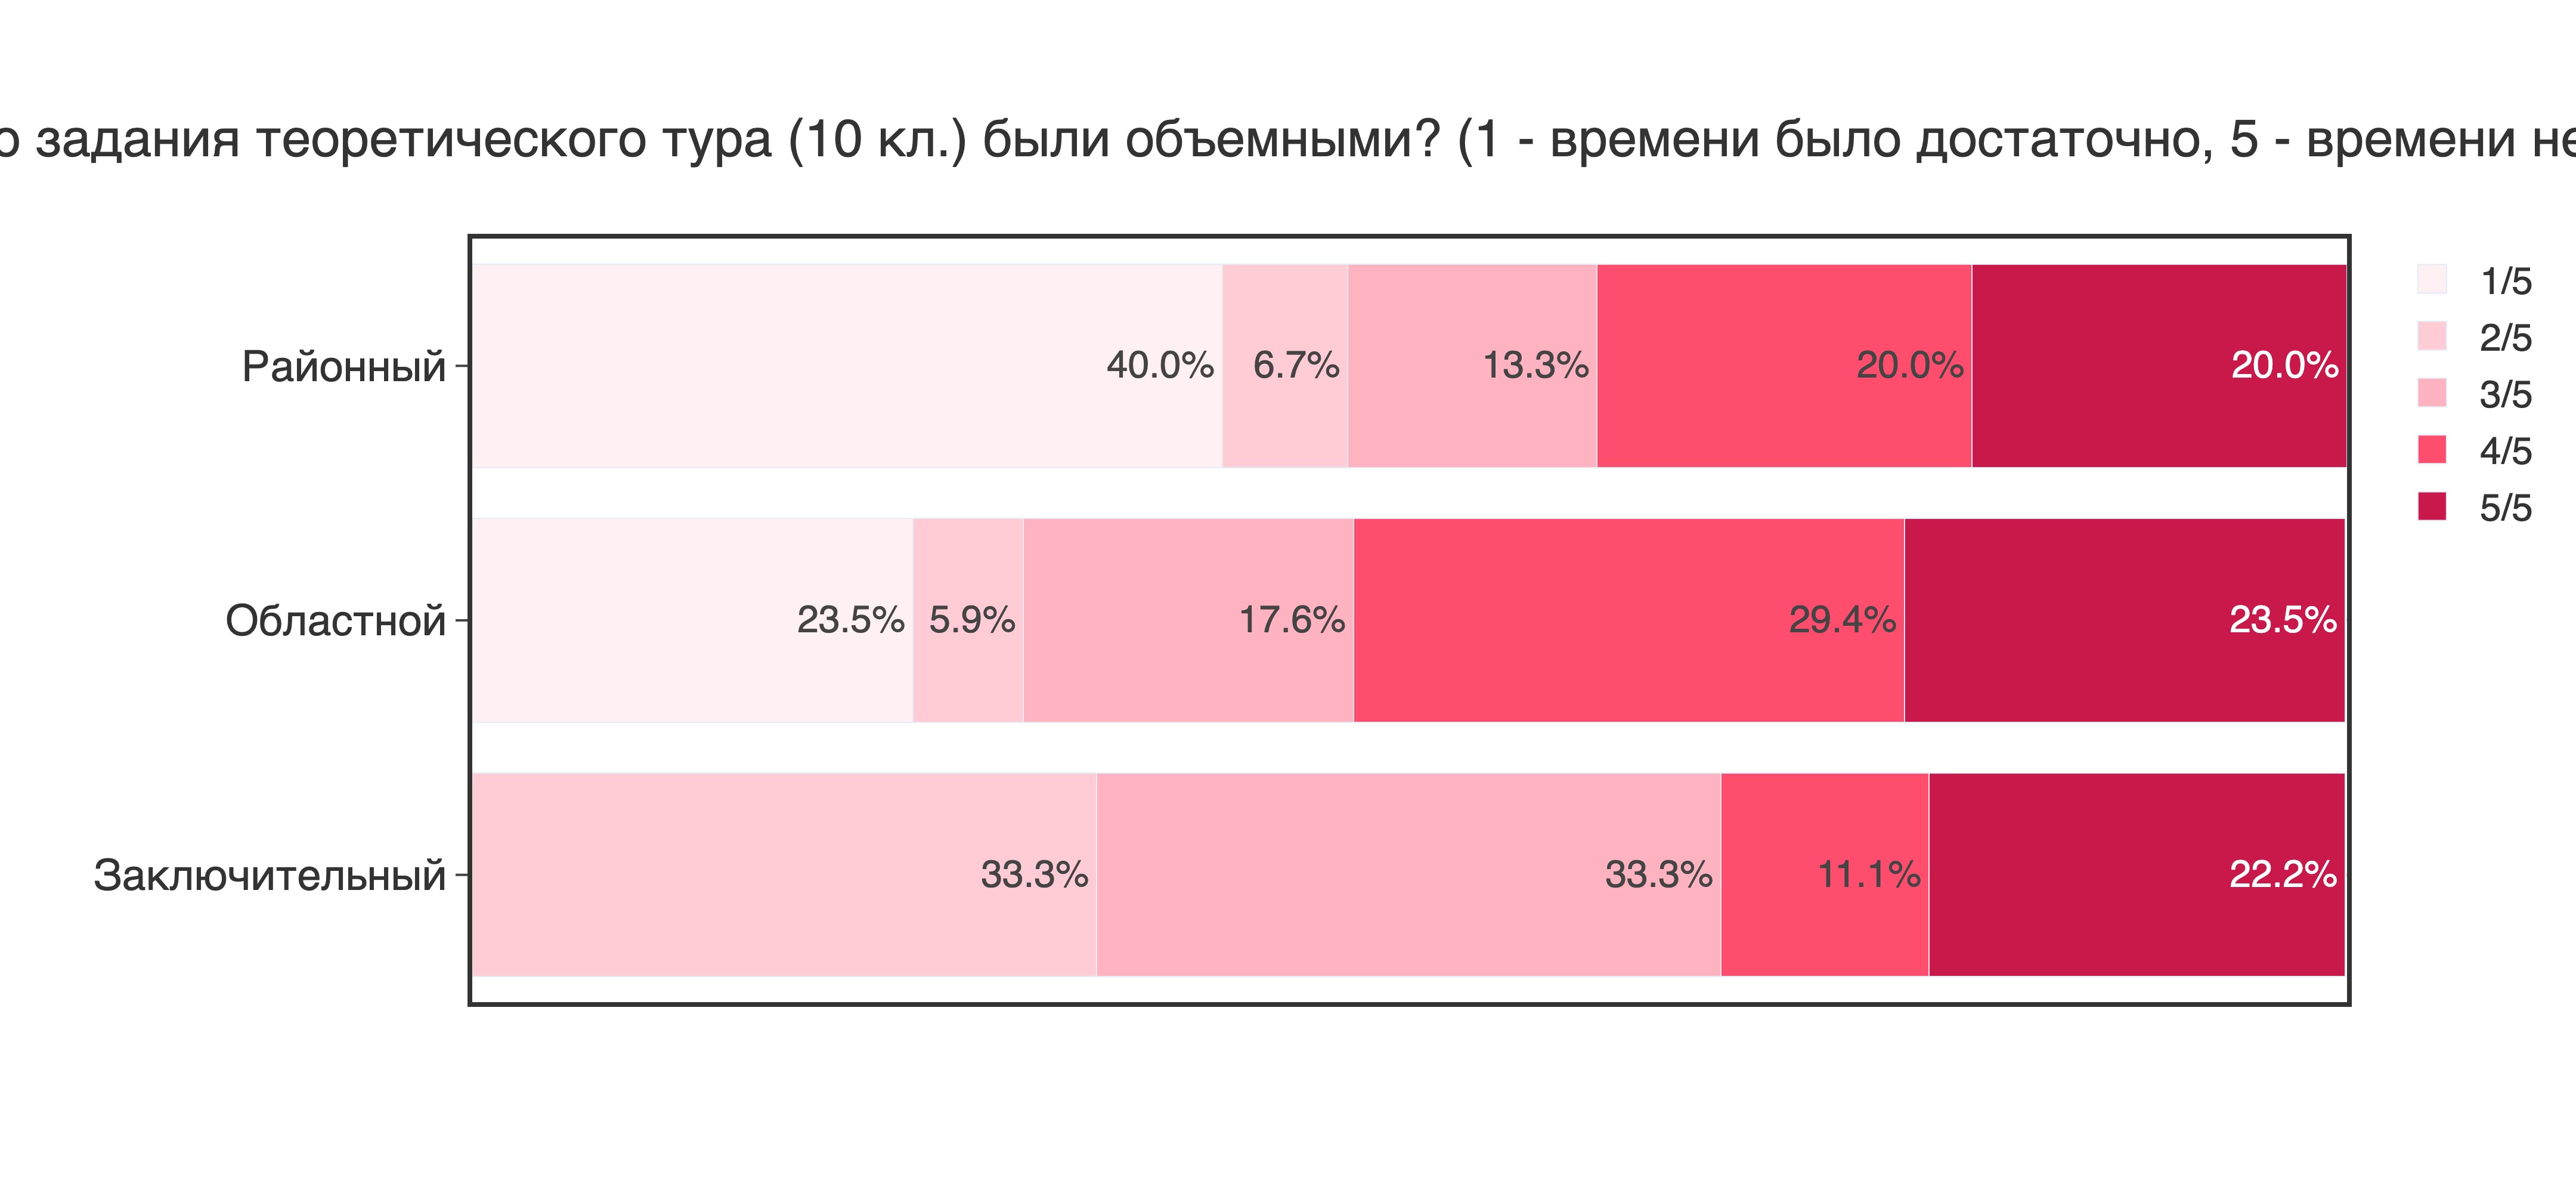 о задания теоретического тура (10 кл.) были объемными? (1 - времени было достаточно, 5 - времени не
Районный 40.0% 6.7% 13.3% 20.0% 20.0%
Областной 23.5% 5.9% 17.6% 29.4% 23.5%
Заключительный 33.3% 33.3% 11.1% 22.2%
1/5
2/5
3/5
4/5
5/5